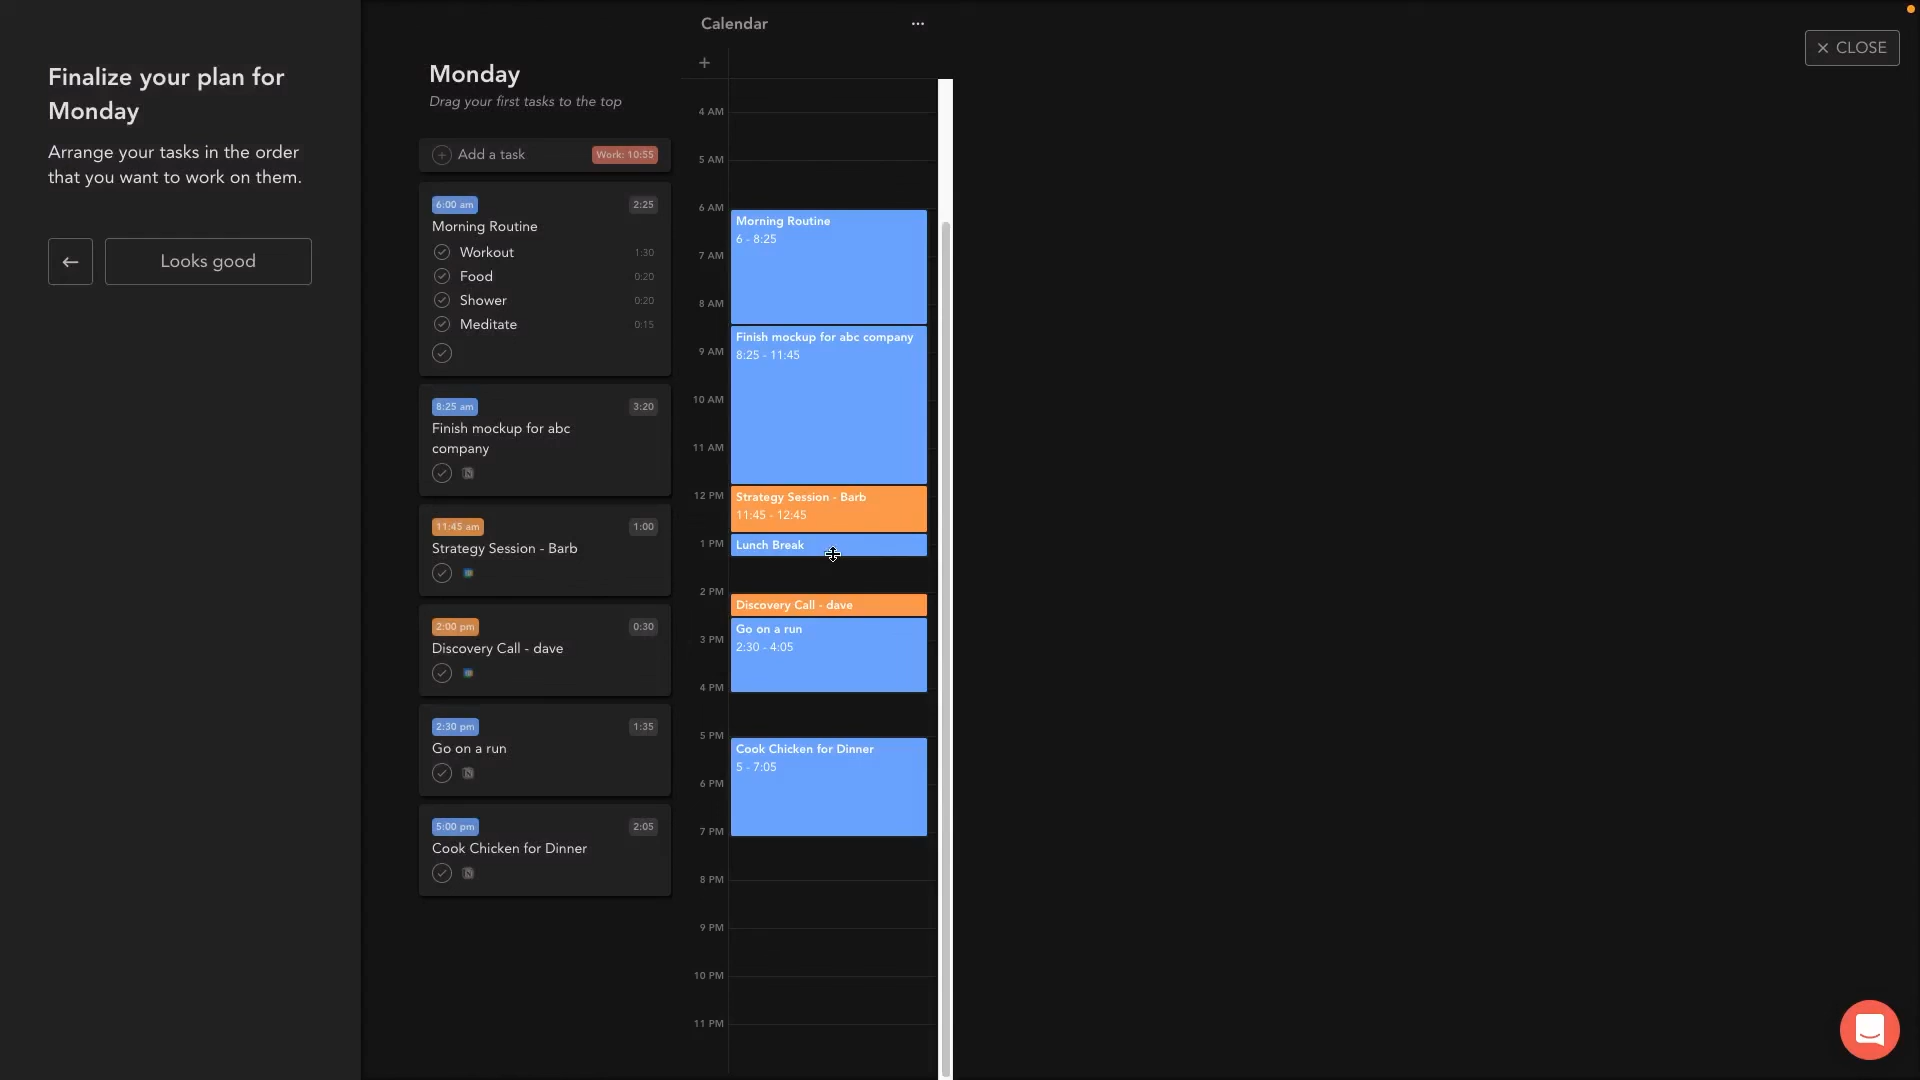 Finalize your plan for
Monday
Arrange your tasks in the order
that you want to work on them.
Looks good
Monday
Drag your first tasks to the top
Add a task
Work: 10:55
6:00 am
2:25
Morning Routine
Workout
1:30
Food
0:20
Shower
0:20
Meditate
0:15
8:25 am
3:20
Finish mockup for abc
company
11:45 am
1:00
Strategy Session - Barb
2:00 pm
0:30
Discovery Call - dave
2:30 pm
1:35
Go on a run
5:00 pm
2:05
Cook Chicken for Dinner
Calendar
4 AM
5 AM
6 AM
Morning Routine
6 - 8:25
7 AM
8 AM
Finish mockup for abc company
8:25 - 11:45
9 AM
10 AM
11 AM
12 PM
Strategy Session - Barb
11:45 - 12:45
1 PM
Lunch Break
2 PM
Discovery Call - dave
Go on a run
2:30 - 4:05
3 PM
4 PM
5 PM
Cook Chicken for Dinner
5 - 7:05
6 PM
7 PM
8 PM
9 PM
10 PM
11 PM
CLOSE